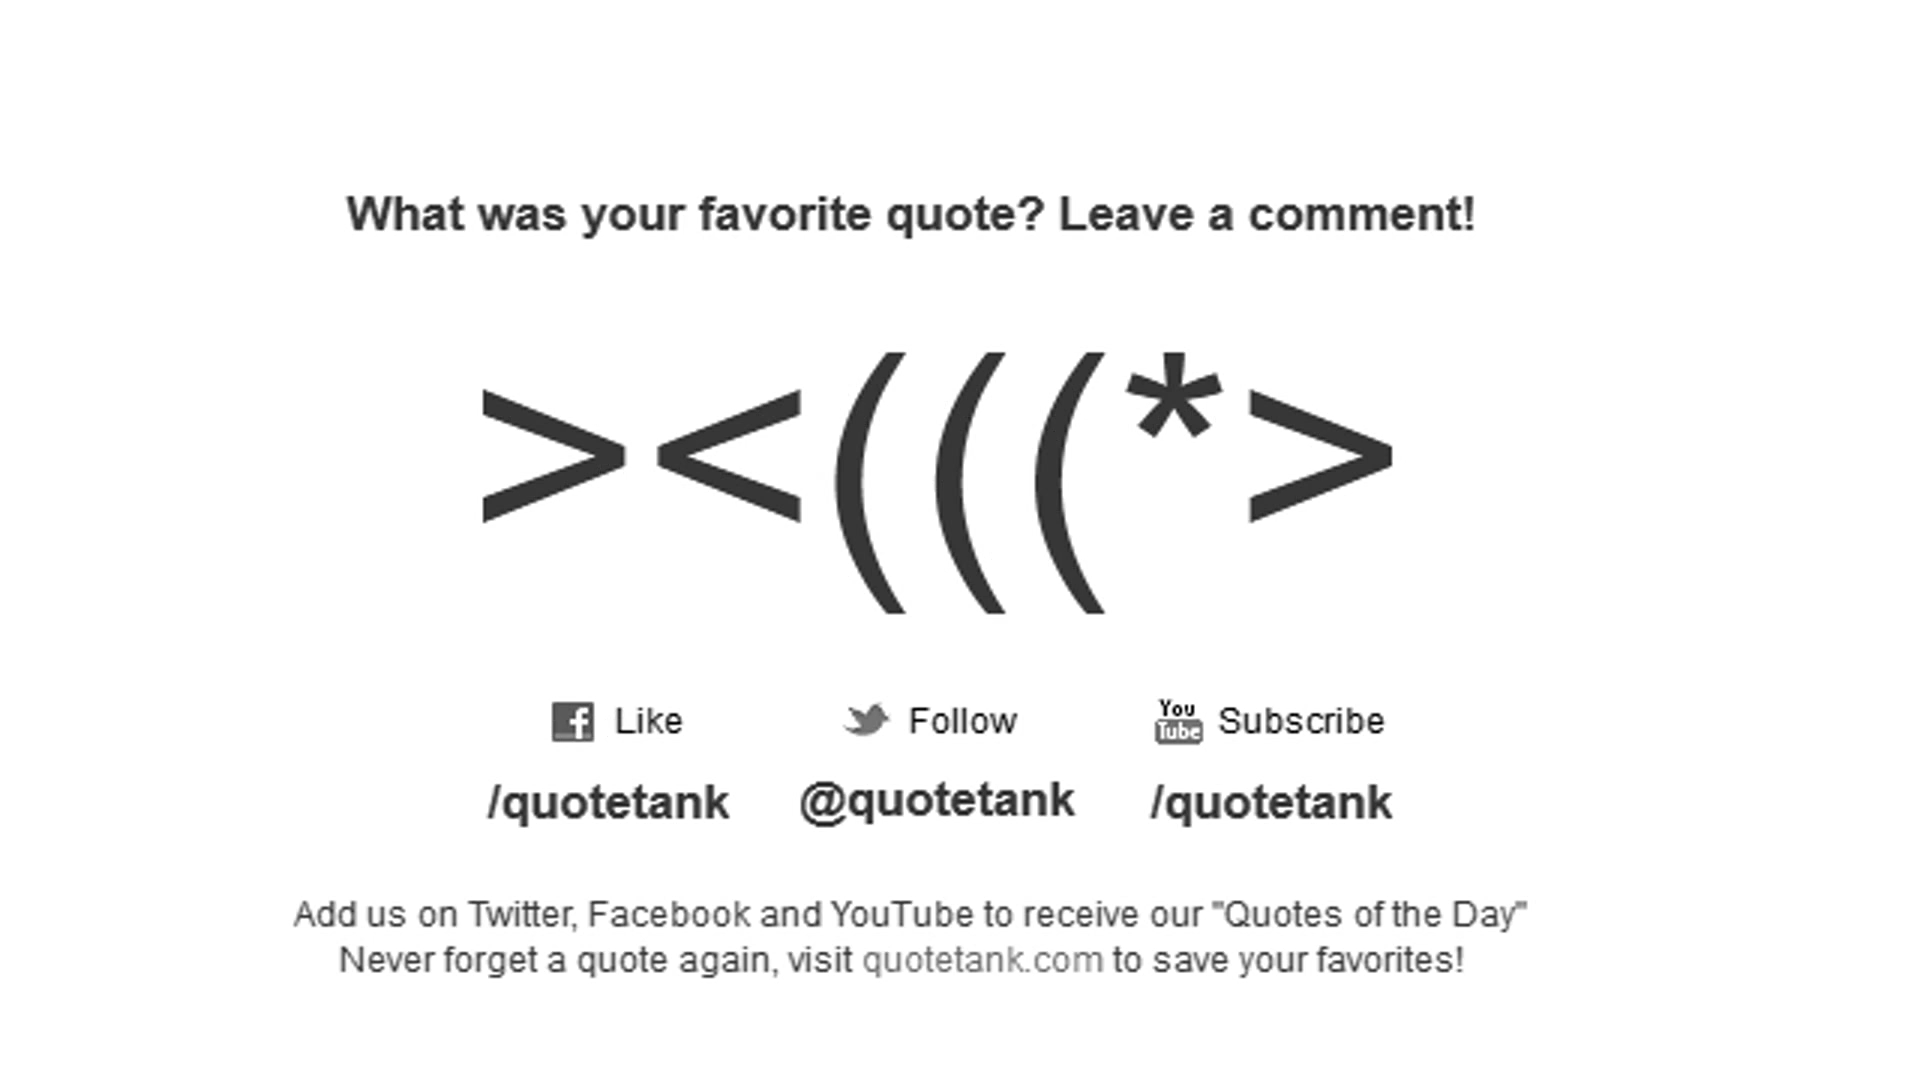 What was your favorite quote? Leave a comment!
><(((*>
f Like Follow You Tube Subscribe
/quotetank @quotetank /quotetank
Add us on Twitter, Facebook and YouTube to receive our "Quotes of the Day"
Never forget a quote again, visit quotetank.com to save your favorites!